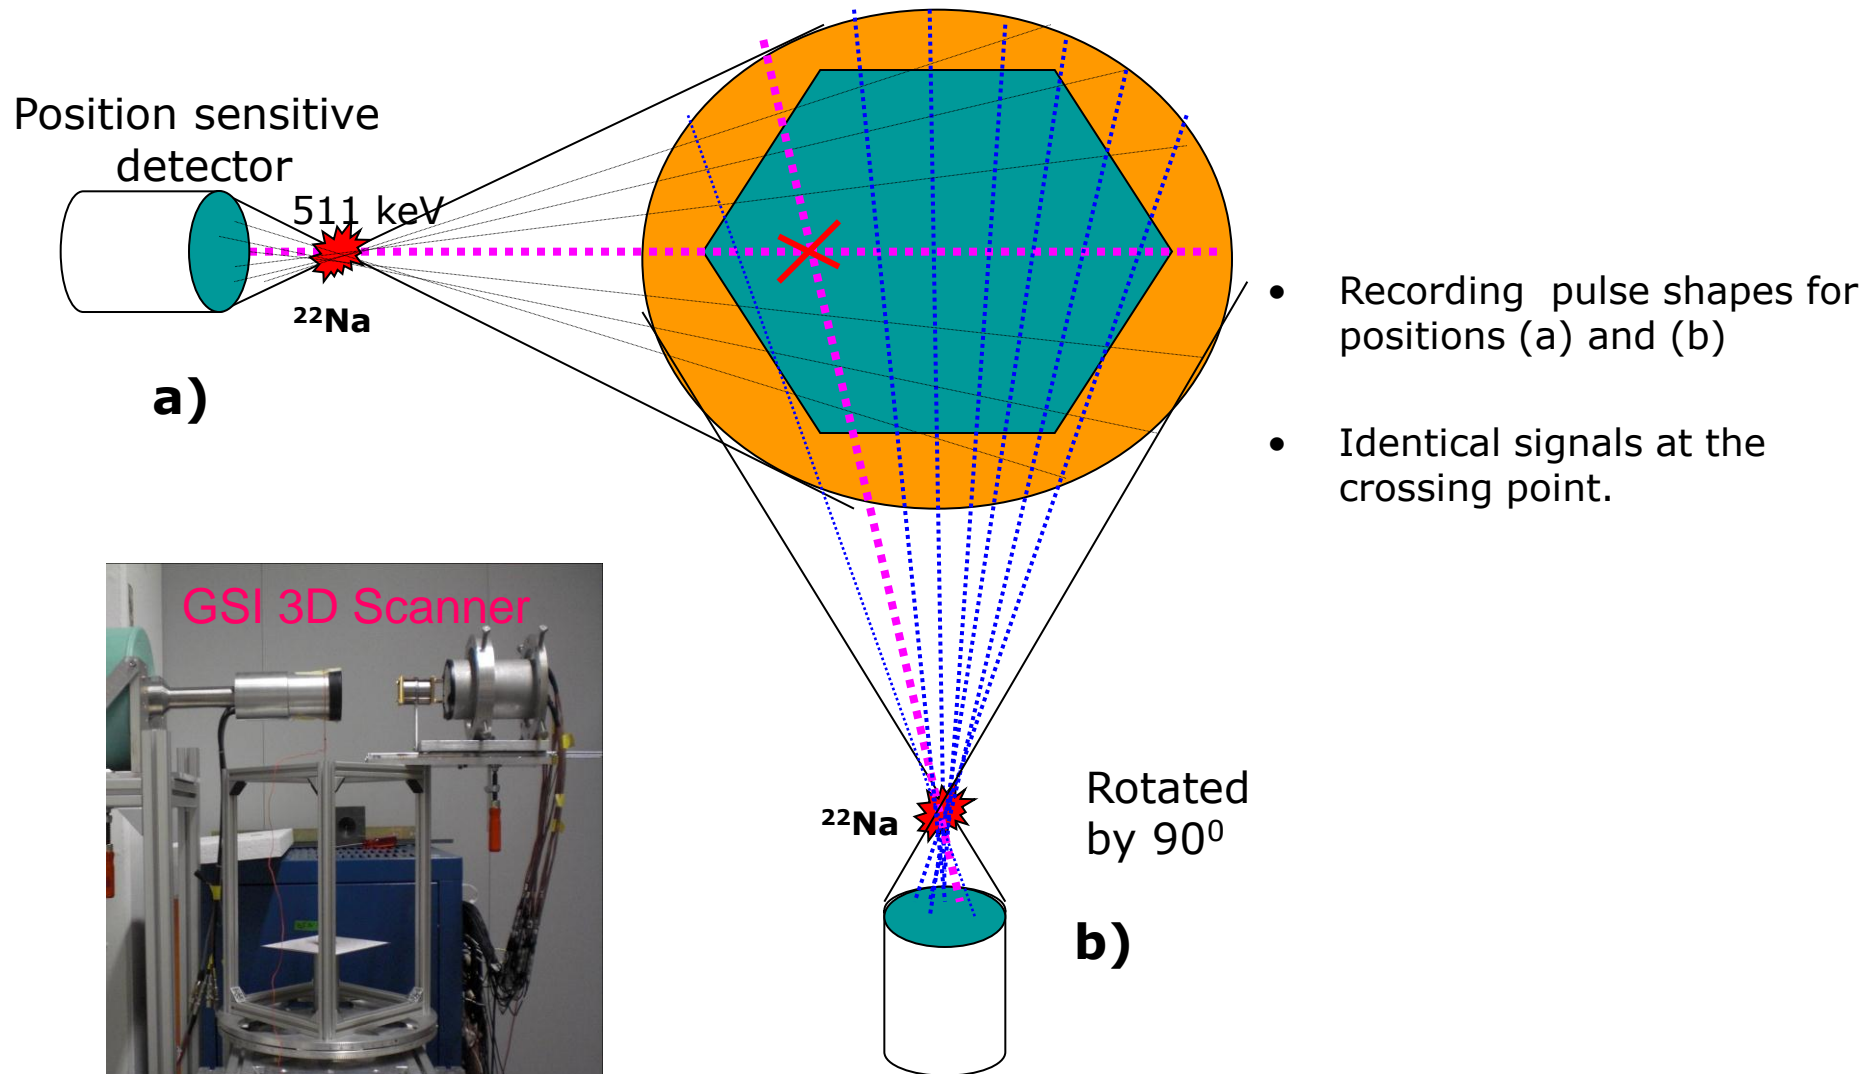 Position sensitive
detector
511 keV
²²Na
a)
• Recording pulse shapes for
positions (a) and (b)
• Identical signals at the
crossing point.
GSI 3D Scanner
²²Na
Rotated
by 90⁰
b)